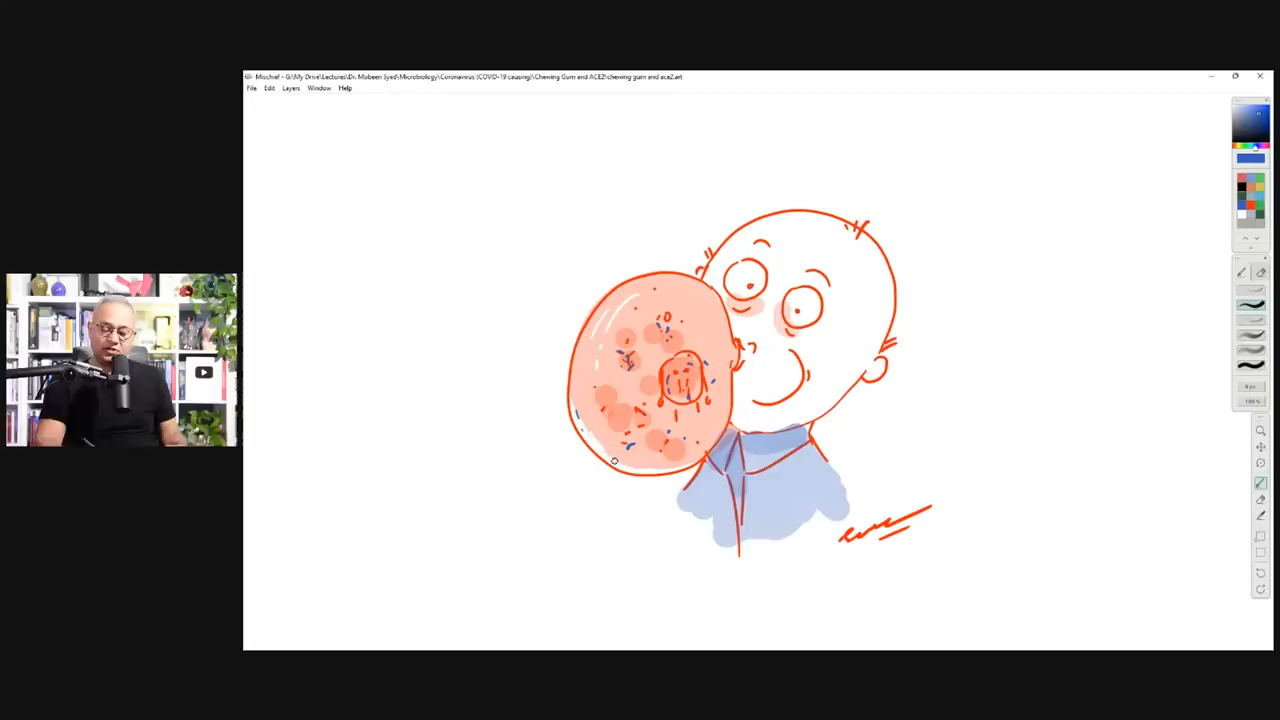 Mischief - G:\My Drive\Lectures\Dr. Mobeen Syed\Microbiology\Coronavirus (COVID-19 causing)\Chewing Gum and ACE2\chewing gum and ace2.art
File Edit Layers Window Help